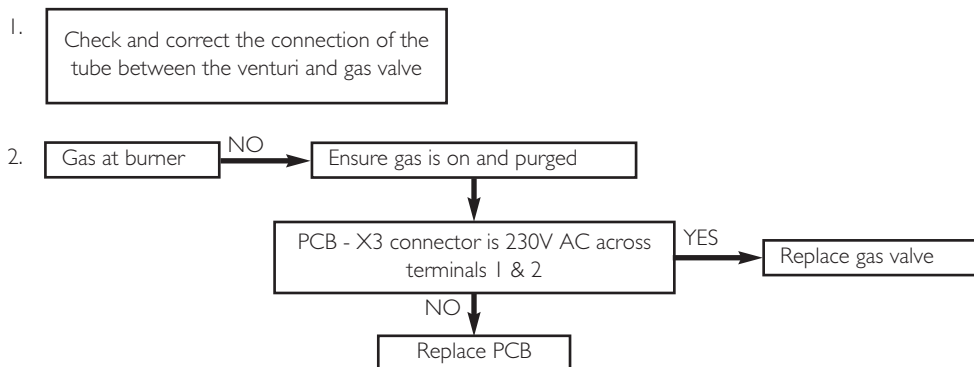 1.
Check and correct the connection of the
tube between the venturi and gas valve
2.
Gas at burner
NO
Ensure gas is on and purged
PCB - X3 connector is 230V AC across
terminals 1 & 2
YES
Replace gas valve
NO
Replace PCB